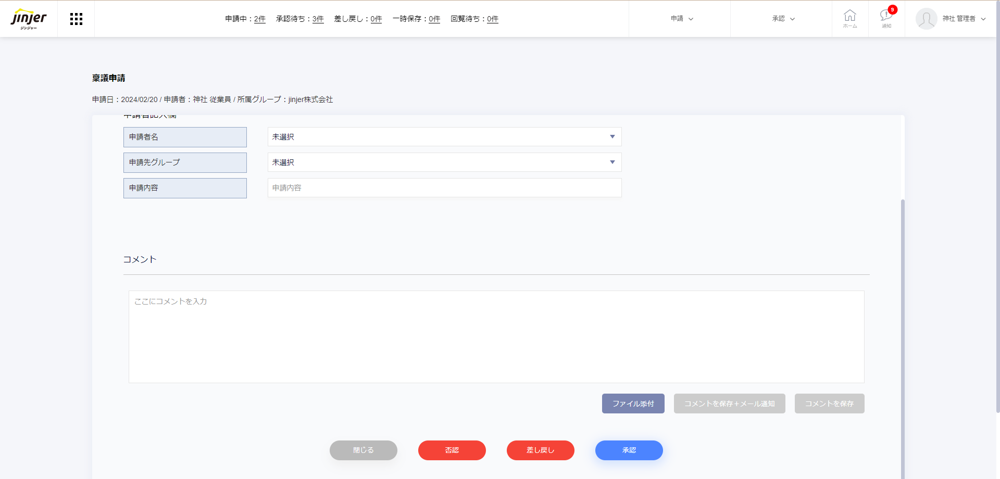 jinjer
ジンジャー
申請中：2件 承認待ち：3件 差し戻し：0件 一時保存：0件 回覧待ち：0件
申請
承認
ホーム
通知
9
神社 管理者
稟議申請
申請日：2024/02/20 / 申請者：神社 従業員 / 所属グループ：jinjer株式会社
申請者記入欄
申請者名 未選択
申請先グループ 未選択
申請内容 申請内容
コメント
ここにコメントを入力
ファイル添付 コメントを保存＋メール通知 コメントを保存
閉じる 否認 差し戻し 承認